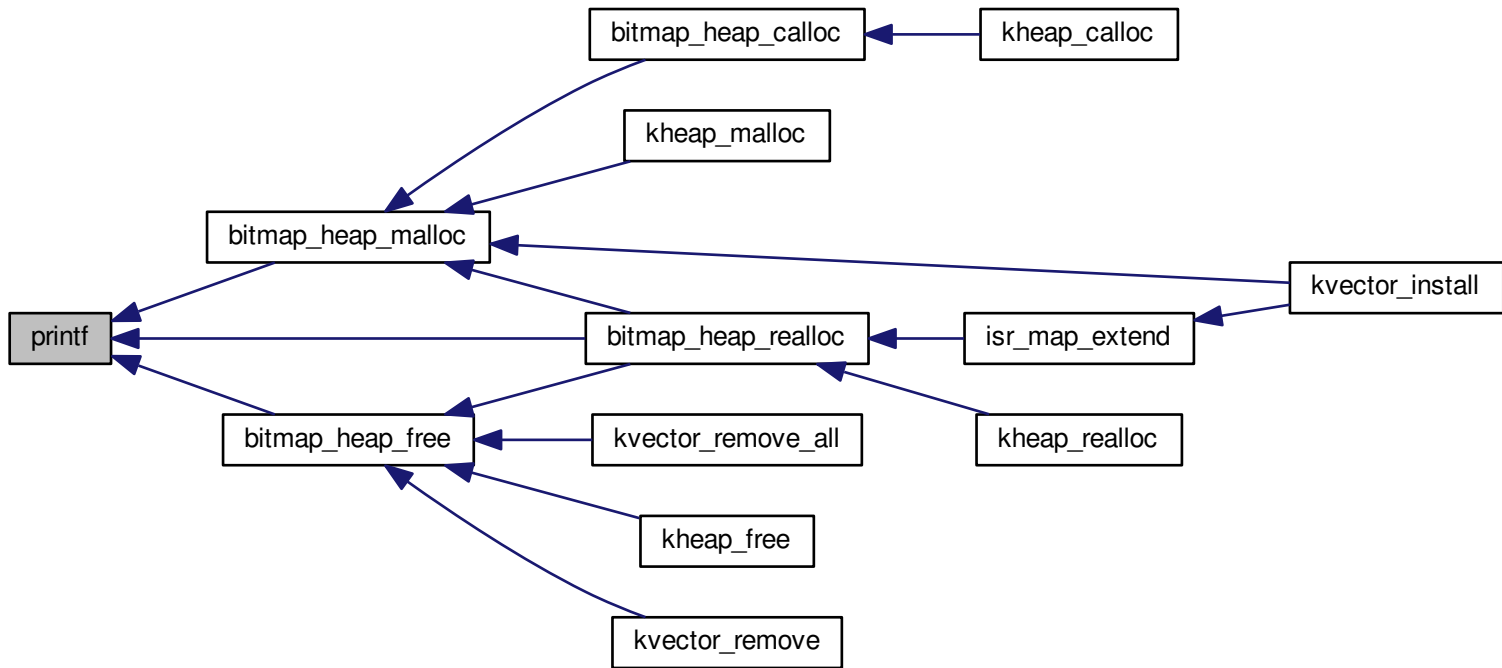 bitmap_heap_calloc
kheap_calloc
kheap_malloc
bitmap_heap_malloc
kvector_install
printf
bitmap_heap_realloc
isr_map_extend
bitmap_heap_free
kvector_remove_all
kheap_realloc
kheap_free
kvector_remove